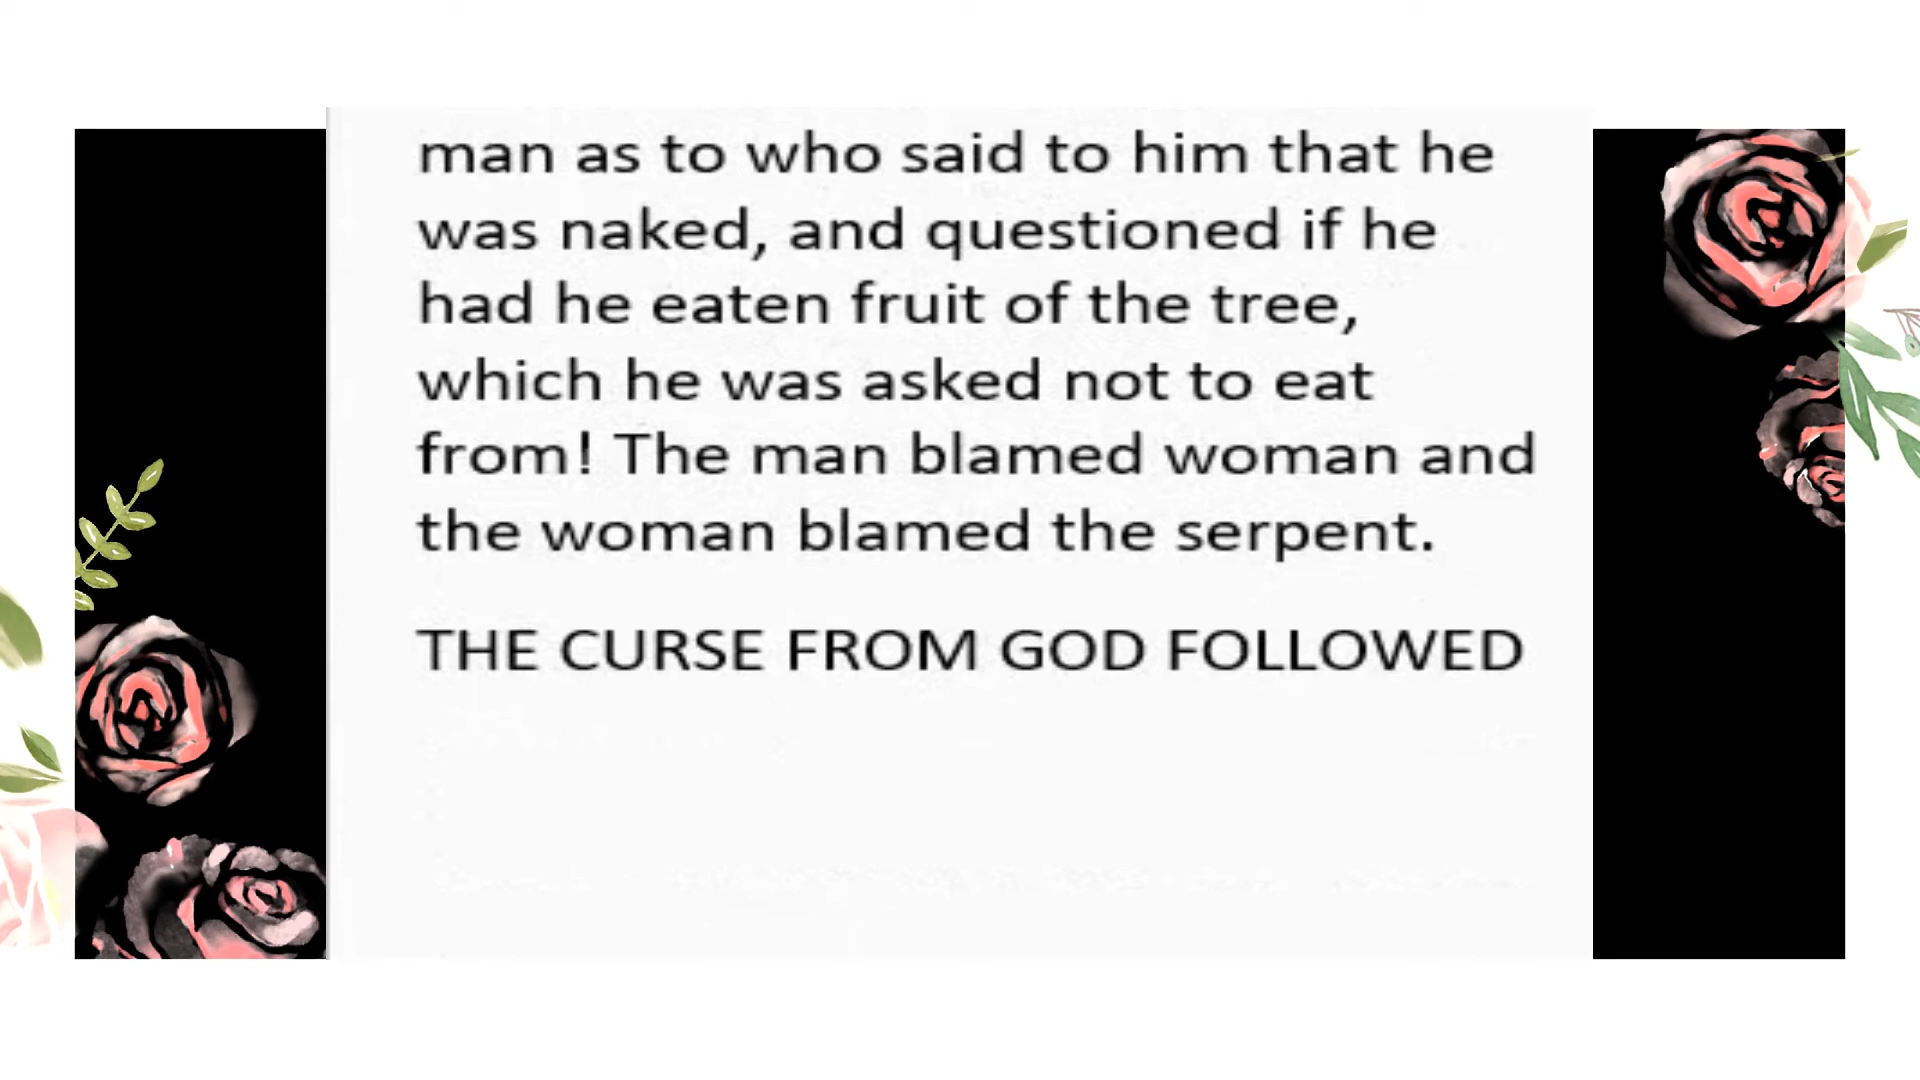 man as to who said to him that he
was naked, and questioned if he
had he eaten fruit of the tree,
which he was asked not to eat
from! The man blamed woman and
the woman blamed the serpent.
THE CURSE FROM GOD FOLLOWED